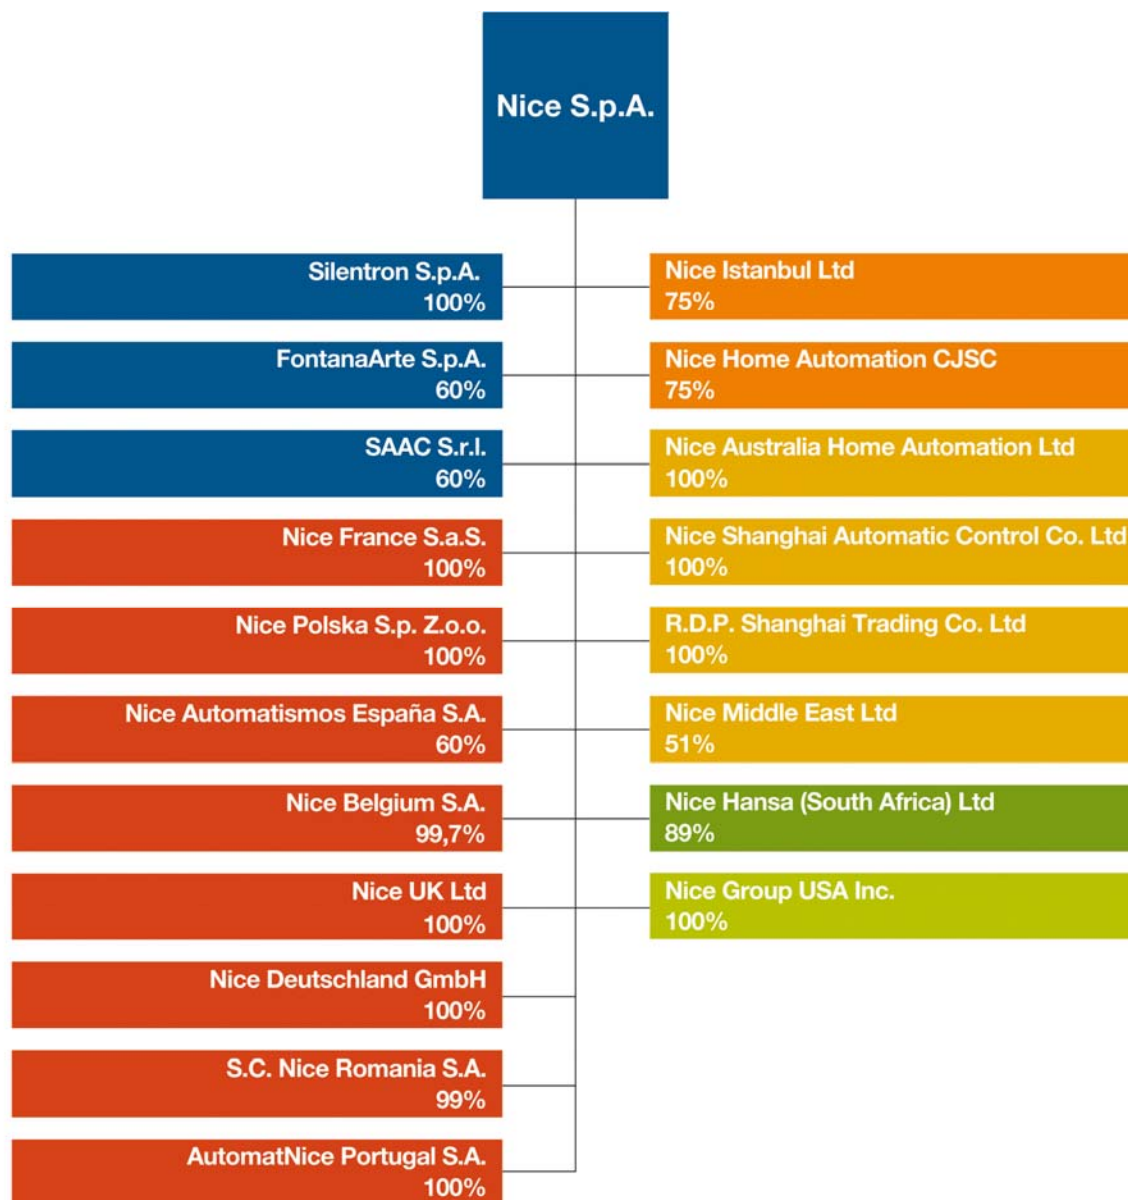 Nice S.p.A.
Silentron S.p.A.
100%
FontanaArte S.p.A.
60%
SAAC S.r.l.
60%
Nice France S.a.S.
100%
Nice Polska S.p. Z.o.o.
100%
Nice Automatismos España S.A.
60%
Nice Belgium S.A.
99,7%
Nice UK Ltd
100%
Nice Deutschland GmbH
100%
S.C. Nice Romania S.A.
99%
AutomatNice Portugal S.A.
100%
Nice Istanbul Ltd
75%
Nice Home Automation CJSC
75%
Nice Australia Home Automation Ltd
100%
Nice Shanghai Automatic Control Co. Ltd
100%
R.D.P. Shanghai Trading Co. Ltd
100%
Nice Middle East Ltd
51%
Nice Hansa (South Africa) Ltd
89%
Nice Group USA Inc.
100%